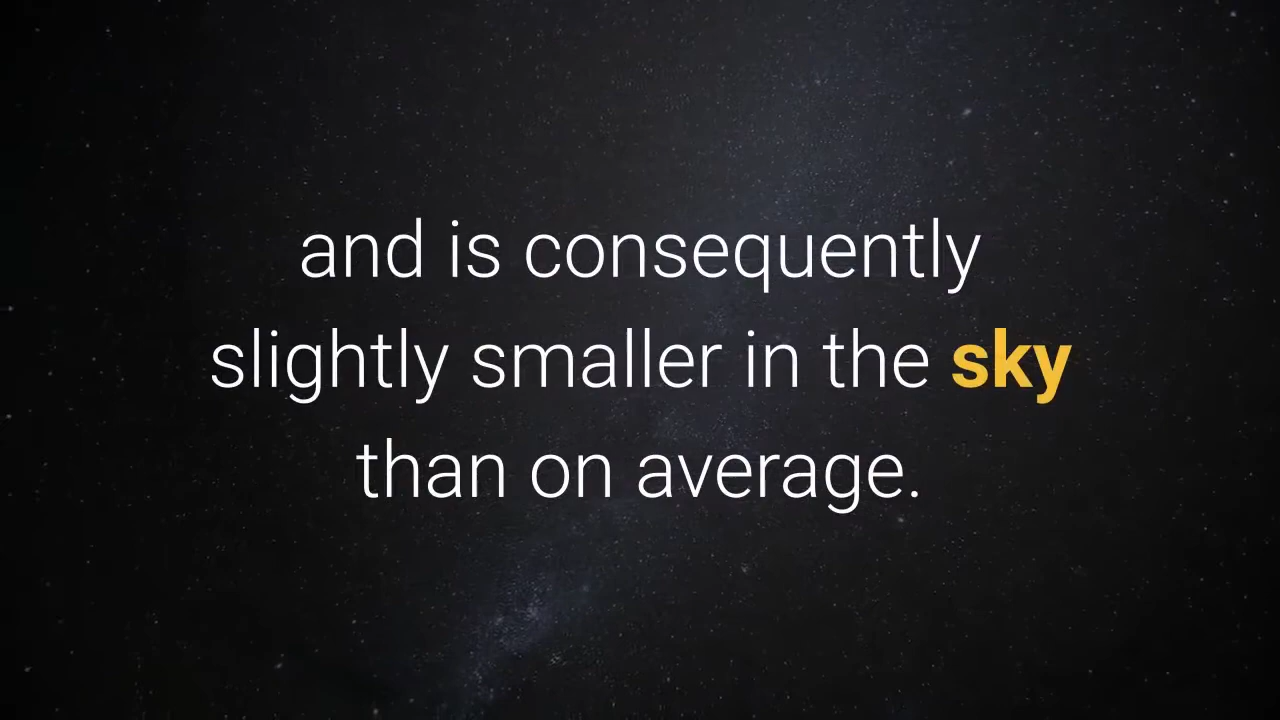 and is consequently
slightly smaller in the sky
than on average.